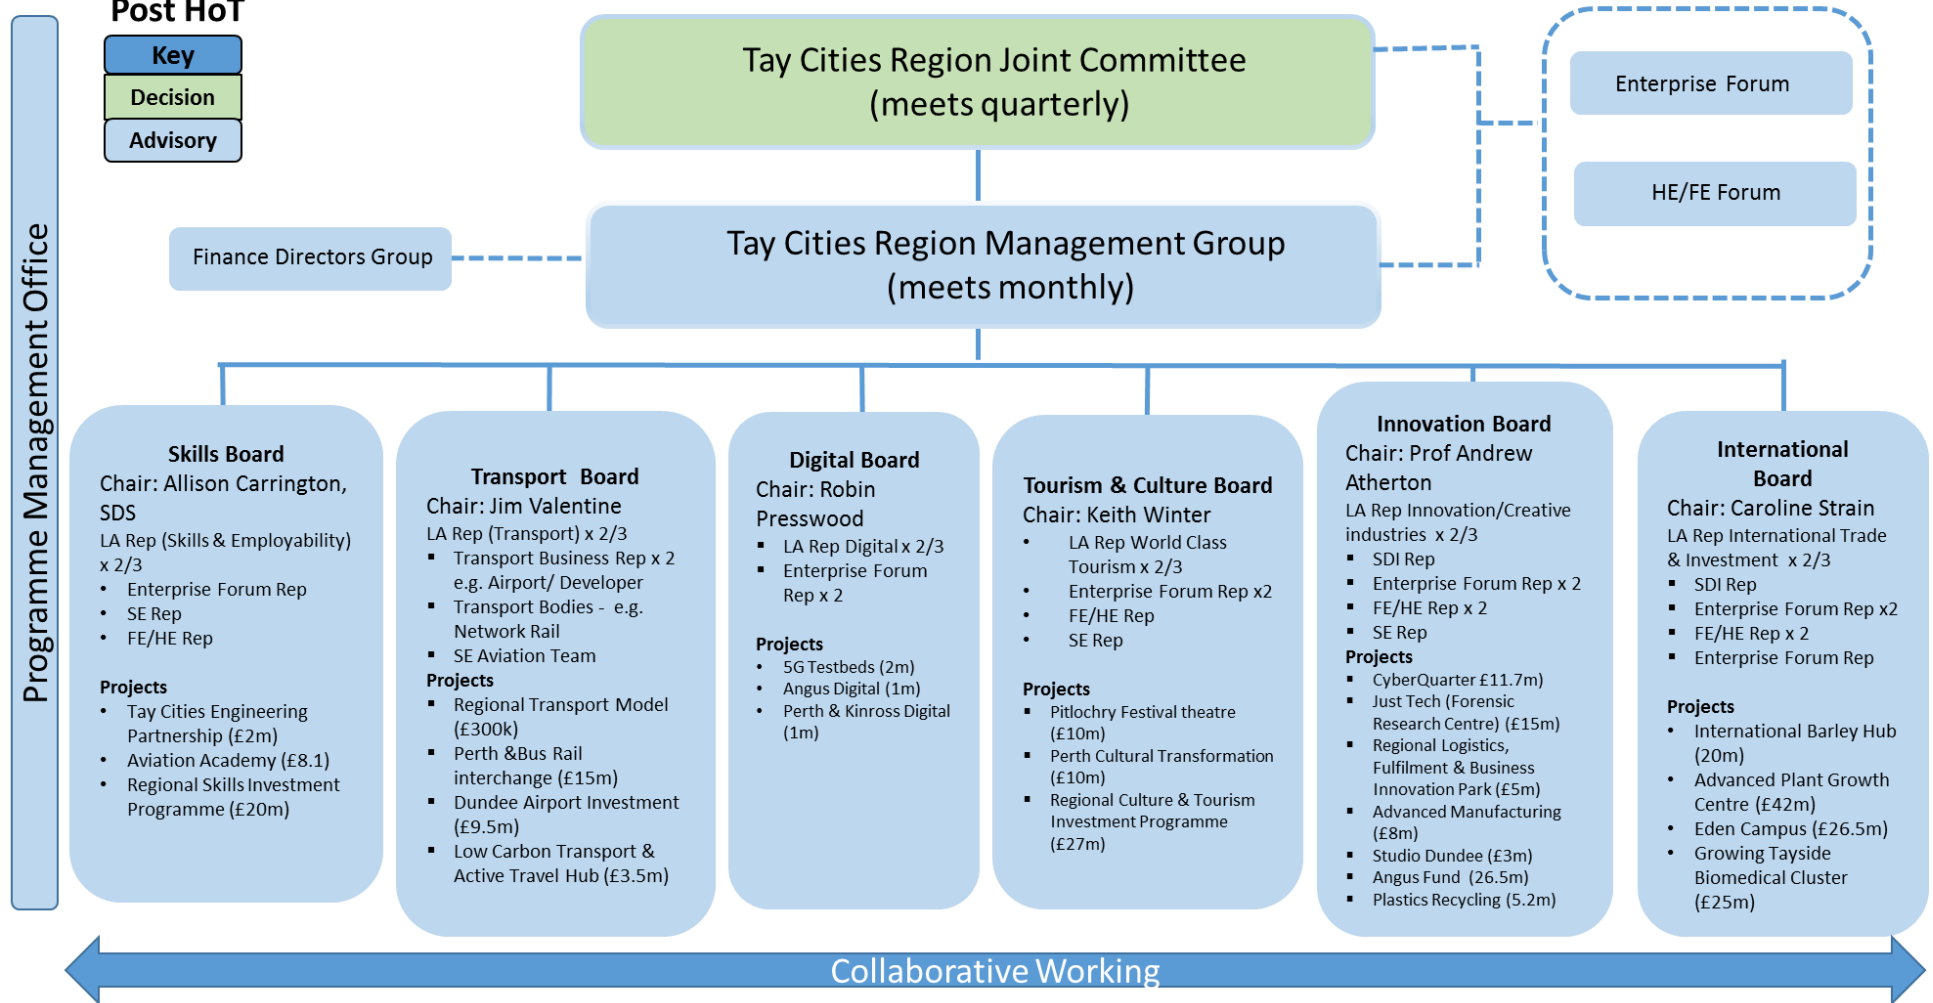 Post HoT
Key
Decision
Advisory
Programme Management Office
Tay Cities Region Joint Committee
(meets quarterly)
Enterprise Forum
HE/FE Forum
Finance Directors Group
Tay Cities Region Management Group
(meets monthly)
Skills Board
Chair: Allison Carrington,
SDS
LA Rep (Skills & Employability)
x 2/3
• Enterprise Forum Rep
• SE Rep
• FE/HE Rep
Projects
• Tay Cities Engineering
Partnership (£2m)
• Aviation Academy (£8.1)
• Regional Skills Investment
Programme (£20m)
Transport Board
Chair: Jim Valentine
LA Rep (Transport) x 2/3
▪ Transport Business Rep x 2
e.g. Airport/ Developer
▪ Transport Bodies - e.g.
Network Rail
▪ SE Aviation Team
Projects
▪ Regional Transport Model
(£300k)
▪ Perth &Bus Rail
interchange (£15m)
▪ Dundee Airport Investment
(£9.5m)
▪ Low Carbon Transport &
Active Travel Hub (£3.5m)
Digital Board
Chair: Robin
Presswood
▪ LA Rep Digital x 2/3
▪ Enterprise Forum
Rep x 2
Projects
• 5G Testbeds (2m)
• Angus Digital (1m)
• Perth & Kinross Digital
(1m)
Tourism & Culture Board
Chair: Keith Winter
• LA Rep World Class
Tourism x 2/3
• Enterprise Forum Rep x2
• FE/HE Rep
• SE Rep
Projects
▪ Pitlochry Festival theatre
(£10m)
▪ Perth Cultural Transformation
(£10m)
▪ Regional Culture & Tourism
Investment Programme
(£27m)
Innovation Board
Chair: Prof Andrew
Atherton
LA Rep Innovation/Creative
industries x 2/3
▪ SDI Rep
▪ Enterprise Forum Rep x 2
▪ FE/HE Rep x 2
▪ SE Rep
Projects
▪ CyberQuarter £11.7m)
▪ Just Tech (Forensic
Research Centre) (£15m)
▪ Regional Logistics,
Fulfilment & Business
Innovation Park (£5m)
▪ Advanced Manufacturing
(£8m)
▪ Studio Dundee (£3m)
▪ Angus Fund (26.5m)
▪ Plastics Recycling (5.2m)
International
Board
Chair: Caroline Strain
LA Rep International Trade
& Investment x 2/3
▪ SDI Rep
▪ Enterprise Forum Rep x2
▪ FE/HE Rep x 2
▪ Enterprise Forum Rep
Projects
• International Barley Hub
(20m)
• Advanced Plant Growth
Centre (£42m)
• Eden Campus (£26.5m)
• Growing Tayside
Biomedical Cluster
(£25m)
Collaborative Working